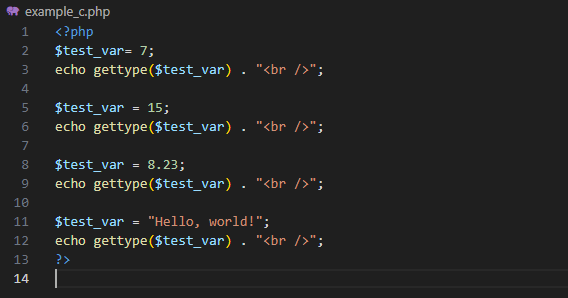 example_c.php
1 <?php
2 $test_var= 7;
3 echo gettype($test_var) . "<br />";
4
5 $test_var = 15;
6 echo gettype($test_var) . "<br />";
7
8 $test_var = 8.23;
9 echo gettype($test_var) . "<br />";
10
11 $test_var = "Hello, world!";
12 echo gettype($test_var) . "<br />";
13 ?>
14